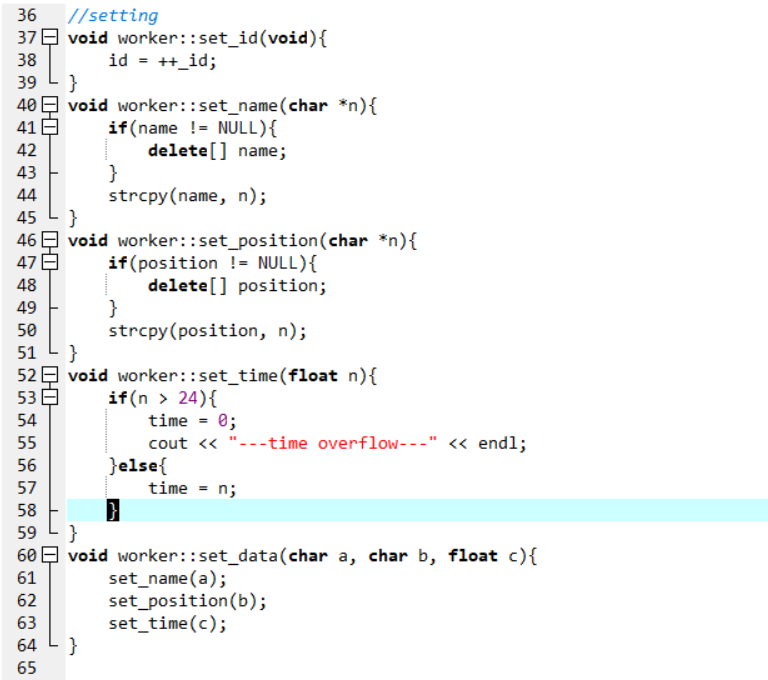 36 //setting
37 void worker::set_id(void){
38     id = ++_id;
39 }
40 void worker::set_name(char *n){
41     if(name != NULL){
42         delete[] name;
43     }
44     strcpy(name, n);
45 }
46 void worker::set_position(char *n){
47     if(position != NULL){
48         delete[] position;
49     }
50     strcpy(position, n);
51 }
52 void worker::set_time(float n){
53     if(n > 24){
54         time = 0;
55         cout << "---time overflow---" << endl;
56     }else{
57         time = n;
58     }
59 }
60 void worker::set_data(char a, char b, float c){
61     set_name(a);
62     set_position(b);
63     set_time(c);
64 }
65